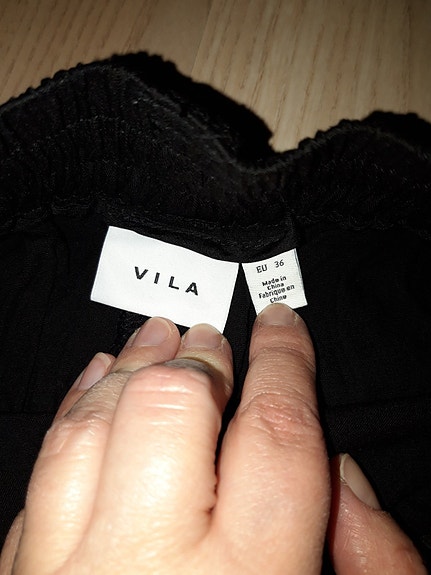 VILA
EU 36
Made in
China
Fabriqué en
Chine